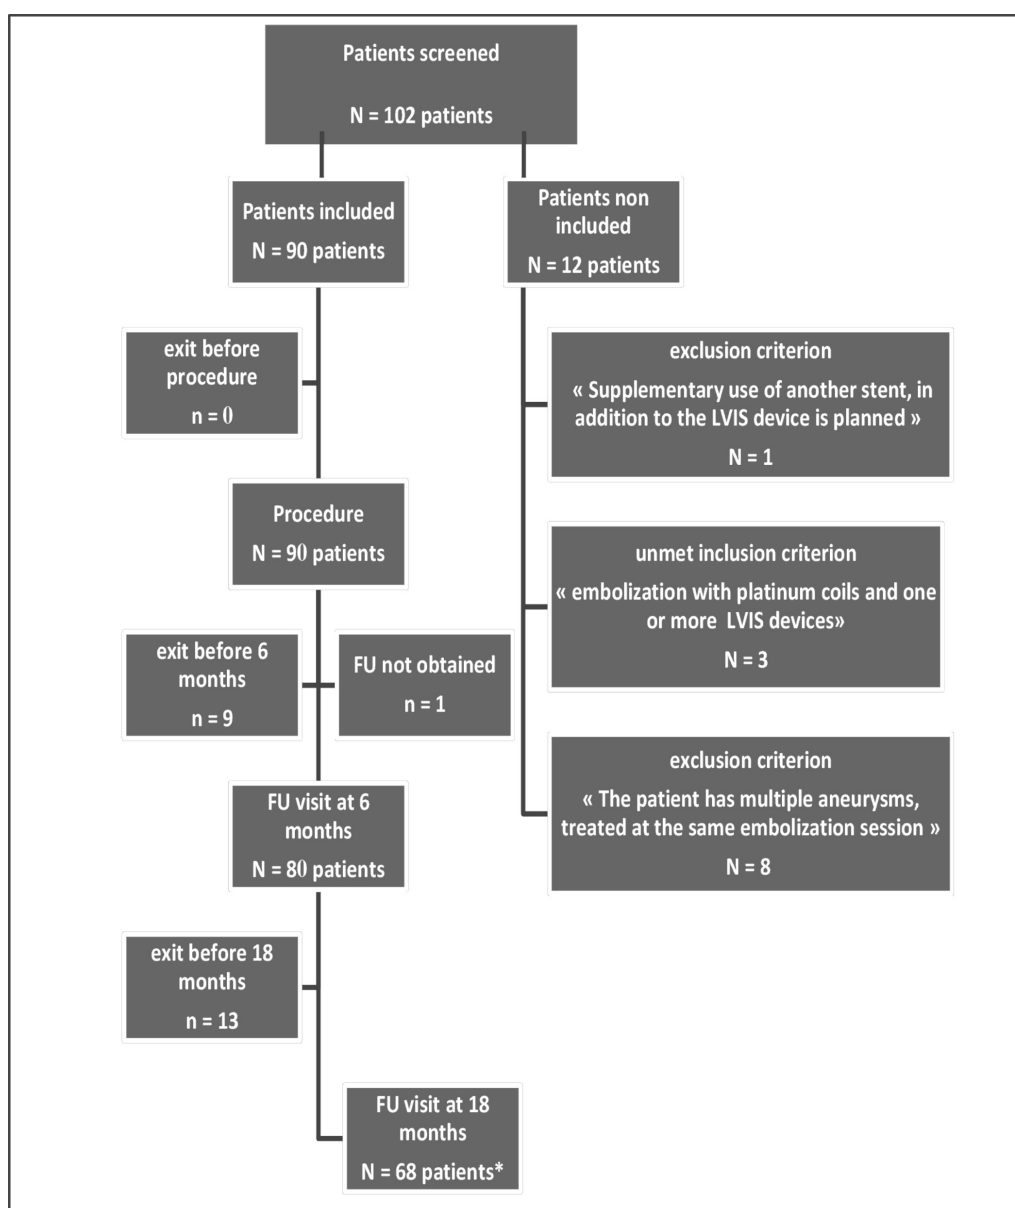 Patients screened
N = 102 patients
Patients included
N = 90 patients
Patients non
included
N = 12 patients
exit before
procedure
n = 0
exclusion criterion
« Supplementary use of another stent, in
addition to the LVIS device is planned »
N = 1
Procedure
N = 90 patients
unmet inclusion criterion
« embolization with platinum coils and one
or more LVIS devices»
N = 3
exit before 6
months
n = 9
FU not obtained
n = 1
exclusion criterion
« The patient has multiple aneurysms,
treated at the same embolization session »
N = 8
FU visit at 6
months
N = 80 patients
exit before 18
months
n = 13
FU visit at 18
months
N = 68 patients*